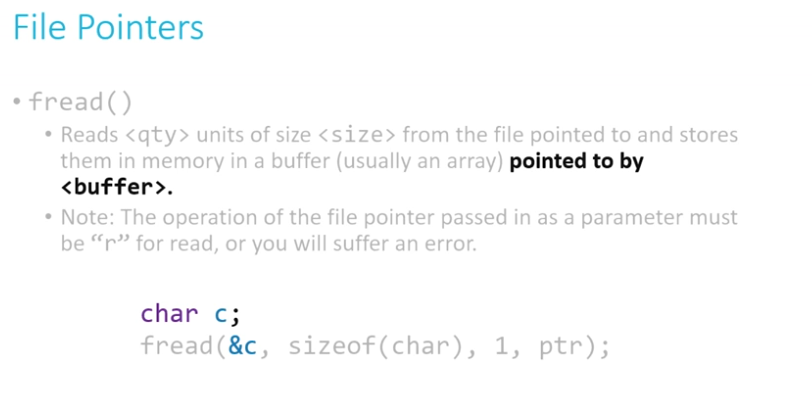 File Pointers
• fread()
• Reads <qty> units of size <size> from the file pointed to and stores
them in memory in a buffer (usually an array) pointed to by
<buffer>.
• Note: The operation of the file pointer passed in as a parameter must
be “r” for read, or you will suffer an error.
char c;
fread(&c, sizeof(char), 1, ptr);